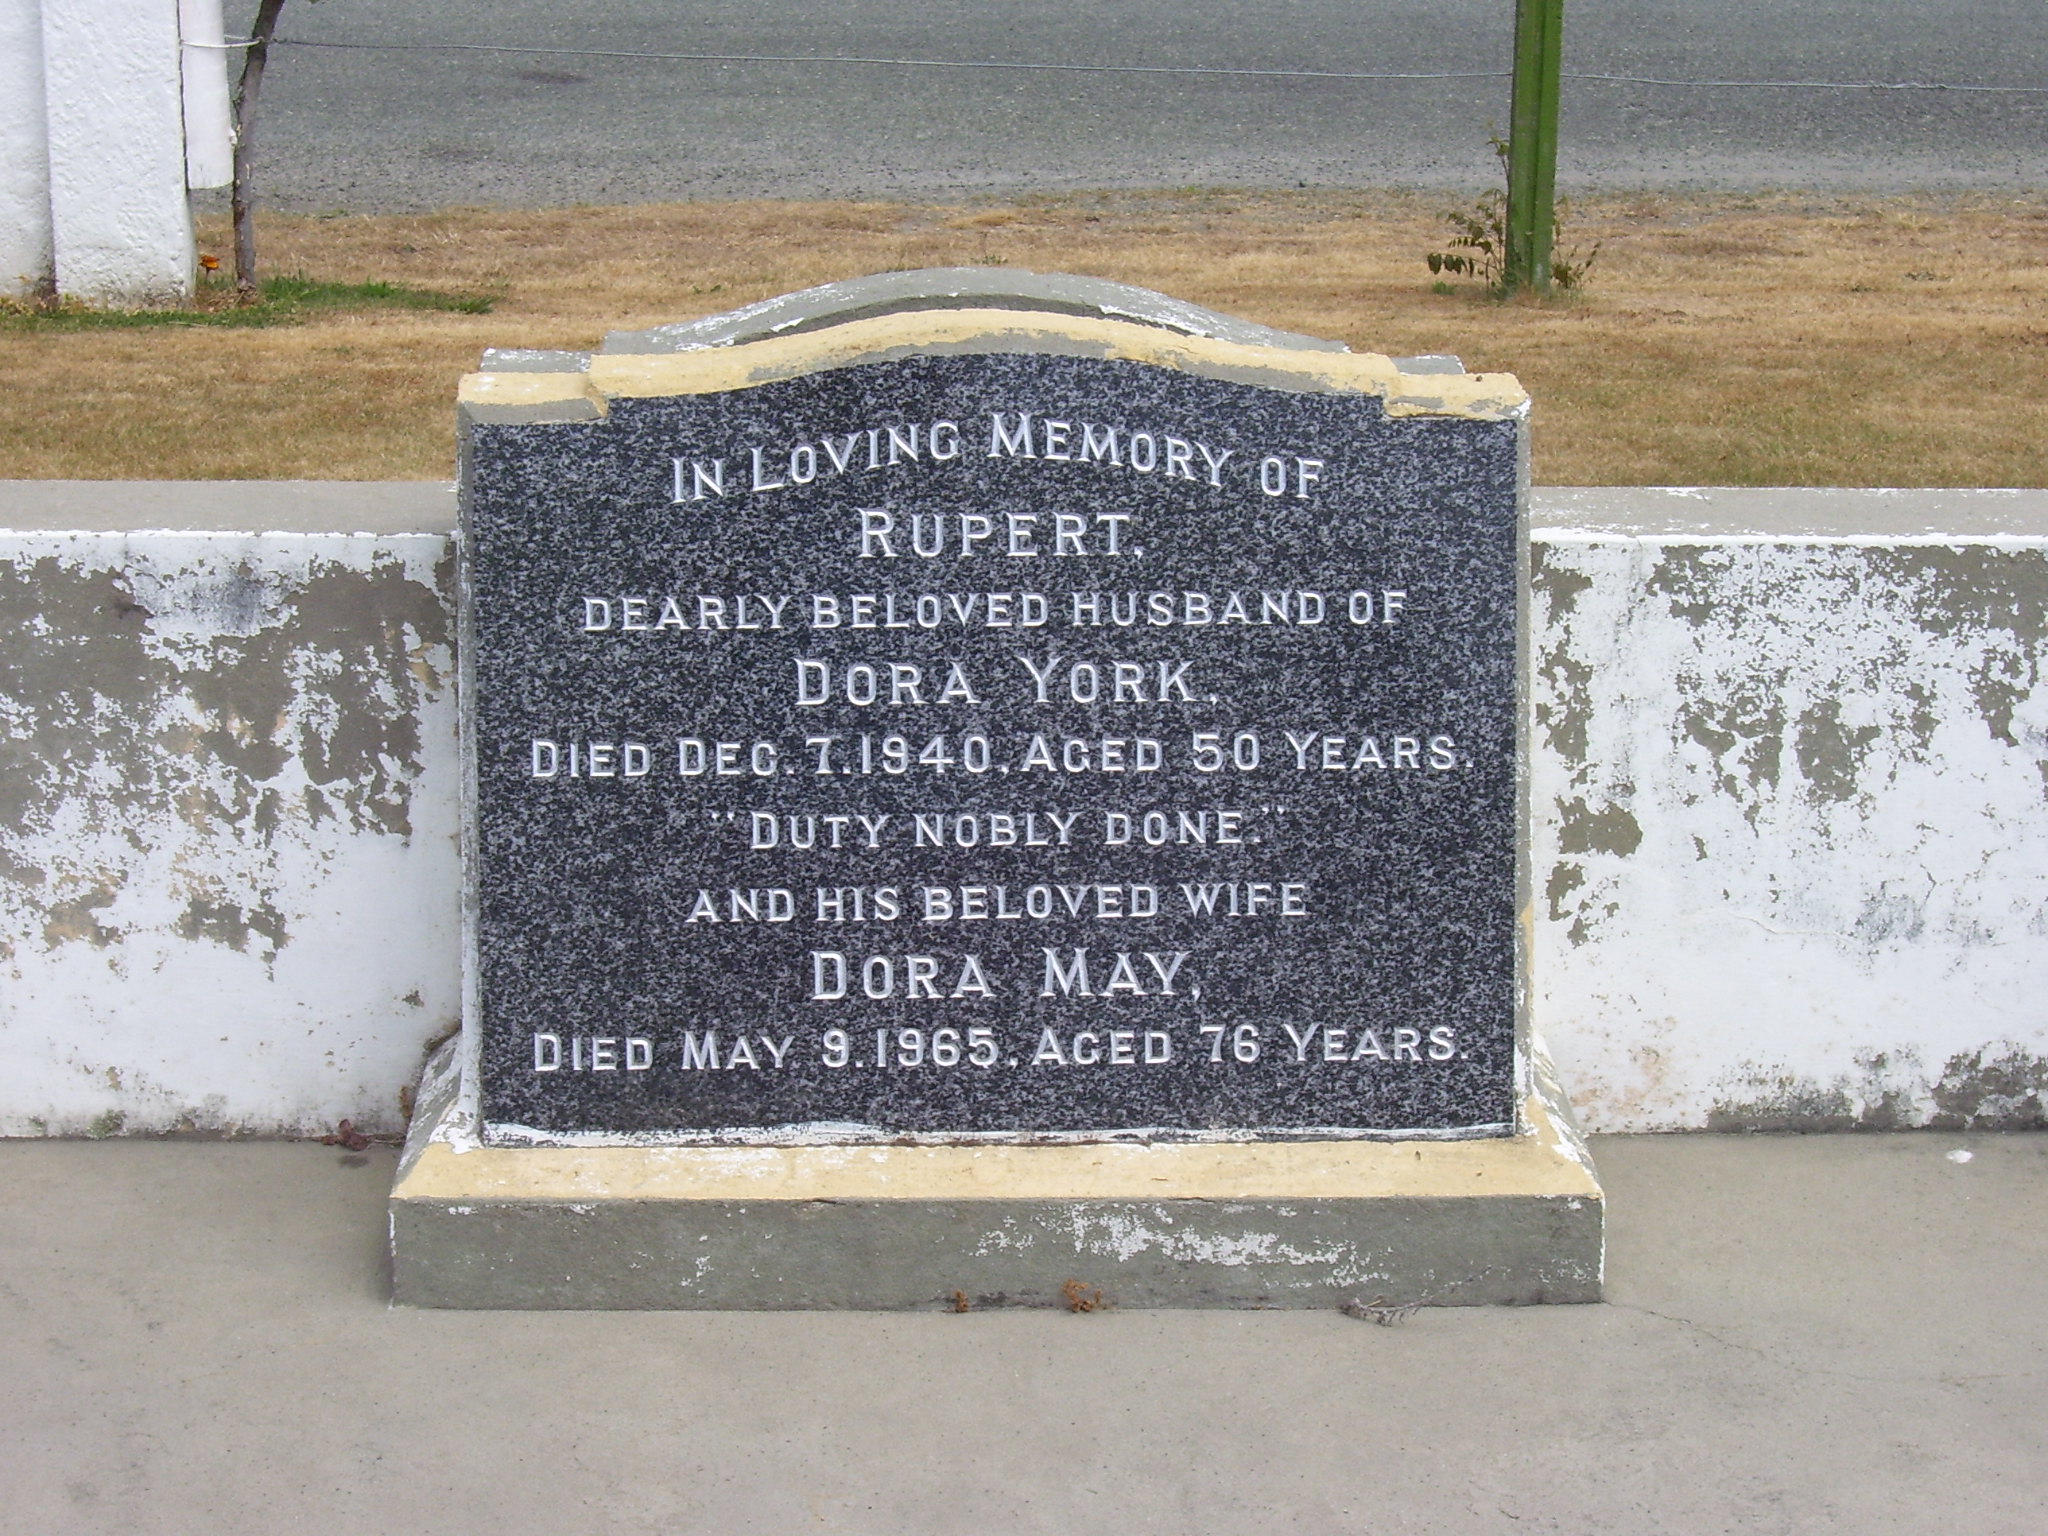 IN LOVING MEMORY OF
RUPERT,
DEARLY BELOVED HUSBAND OF
DORA YORK,
DIED DEC. 7. 1940, AGED 50 YEARS.
"DUTY NOBLY DONE."
AND HIS BELOVED WIFE
DORA MAY,
DIED MAY 9. 1965, AGED 76 YEARS.